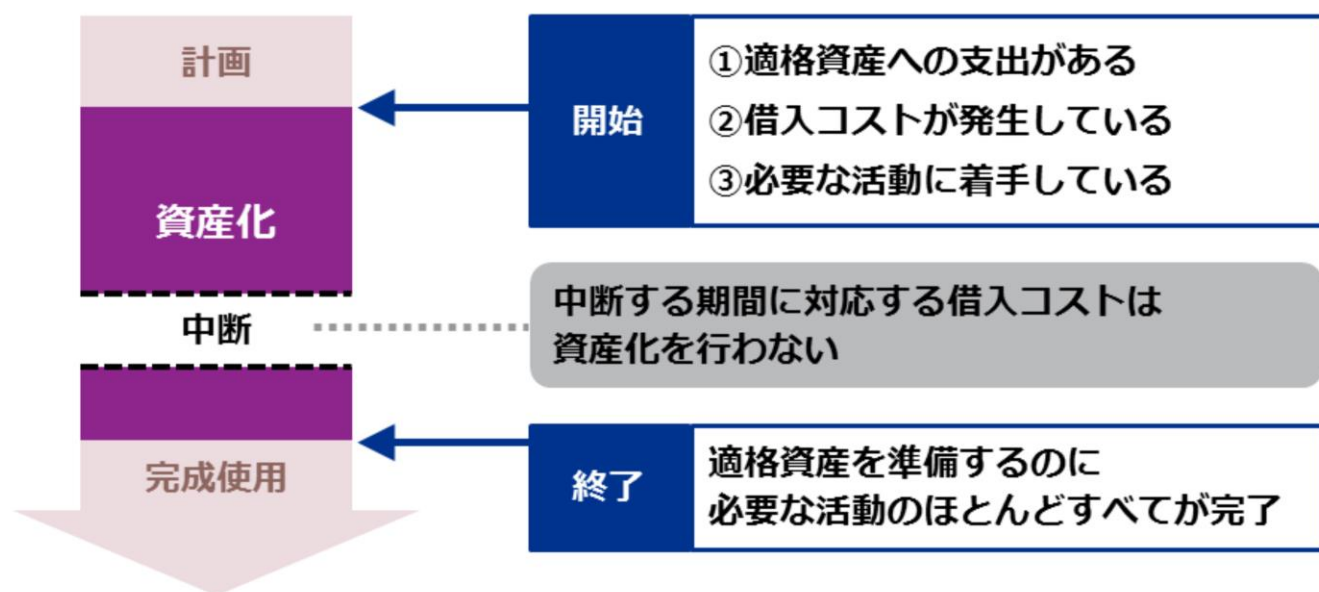 計画
資産化
中断
完成使用
開始
①適格資産への支出がある
②借入コストが発生している
③必要な活動に着手している
中断する期間に対応する借入コストは
資産化を行わない
終了
適格資産を準備するのに
必要な活動のほとんどすべてが完了